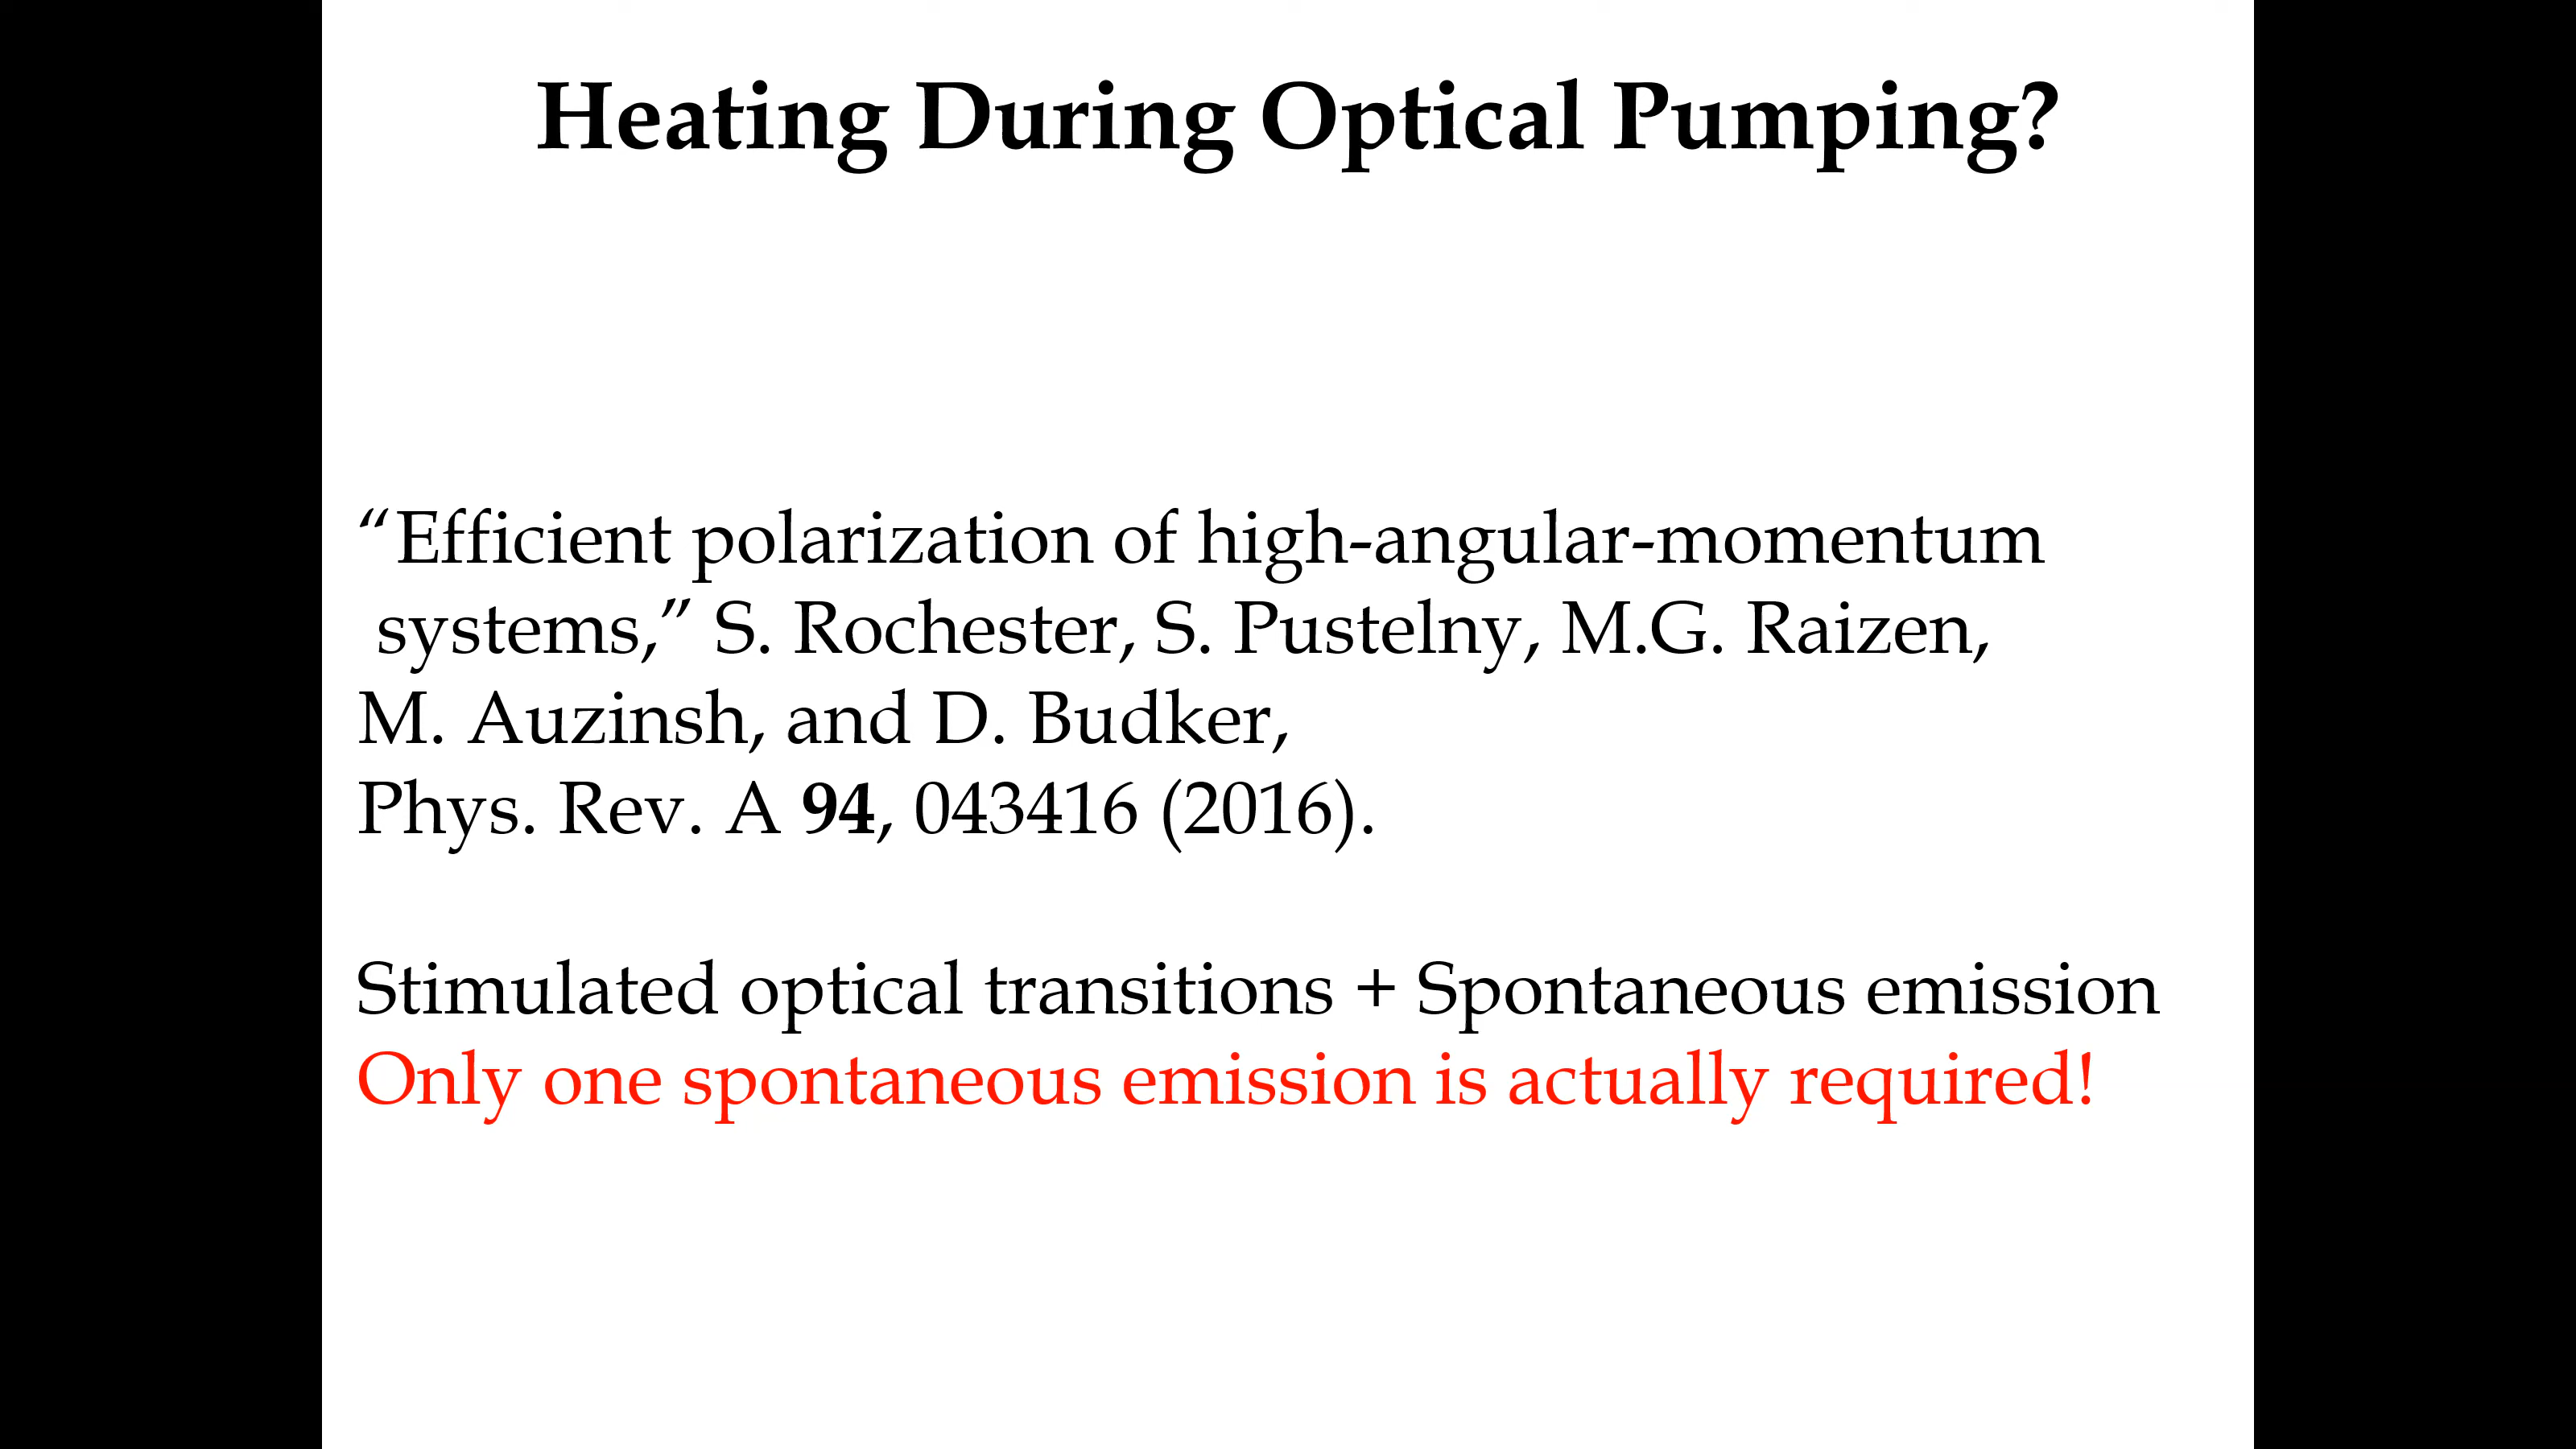 Heating During Optical Pumping?
“Efficient polarization of high-angular-momentum
systems,” S. Rochester, S. Pustelny, M.G. Raizen,
M. Auzinsh, and D. Budker,
Phys. Rev. A 94, 043416 (2016).
Stimulated optical transitions + Spontaneous emission
Only one spontaneous emission is actually required!